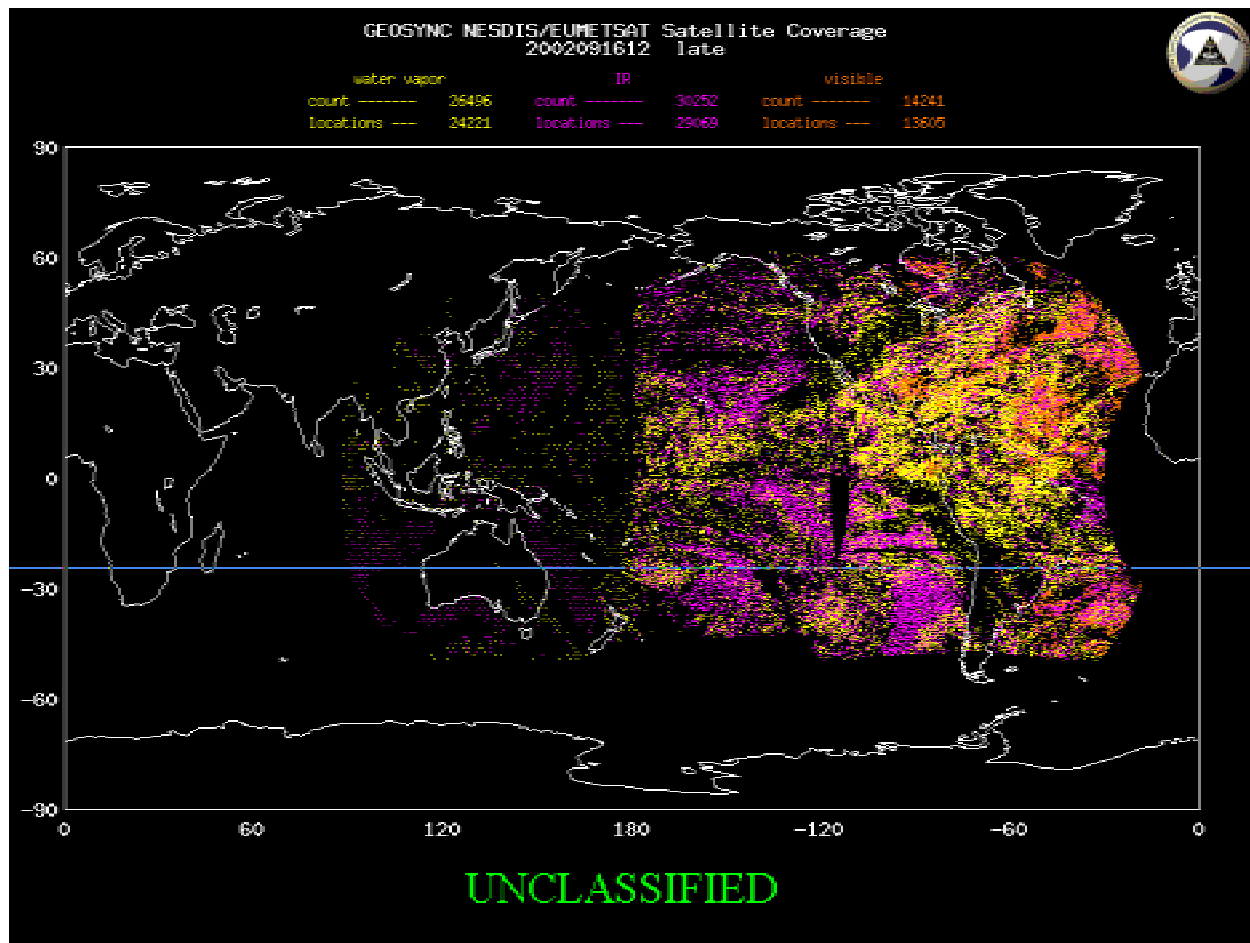 GEOSYNC NESDIS/EUMETSAT Satellite Coverage
2002091612 late
water vapor IR visible
count ------- 26496 count ------- 30252 count ------- 14241
locations --- 24221 locations --- 29069 locations --- 13605
90
60
30
0
-30
-60
-90
0 60 120 180 -120 -60 0
UNCLASSIFIED